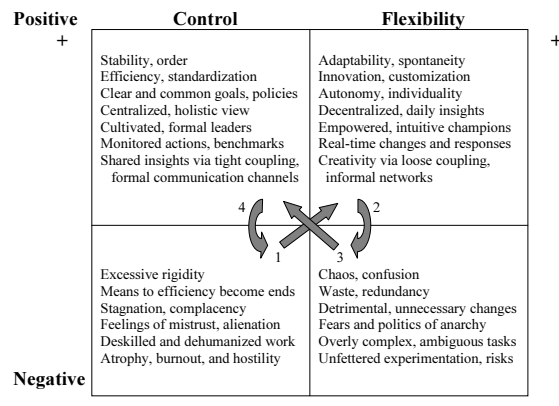 Positive Control Flexibility
+ +
Stability, order
Efficiency, standardization
Clear and common goals, policies
Centralized, holistic view
Cultivated, formal leaders
Monitored actions, benchmarks
Shared insights via tight coupling,
formal communication channels
Adaptability, spontaneity
Innovation, customization
Autonomy, individuality
Decentralized, daily insights
Empowered, intuitive champions
Real-time changes and responses
Creativity via loose coupling,
informal networks
4 2
1 3
Excessive rigidity
Means to efficiency become ends
Stagnation, complacency
Feelings of mistrust, alienation
Deskilled and dehumanized work
Atrophy, burnout, and hostility
Chaos, confusion
Waste, redundancy
Detrimental, unnecessary changes
Fears and politics of anarchy
Overly complex, ambiguous tasks
Unfettered experimentation, risks
Negative